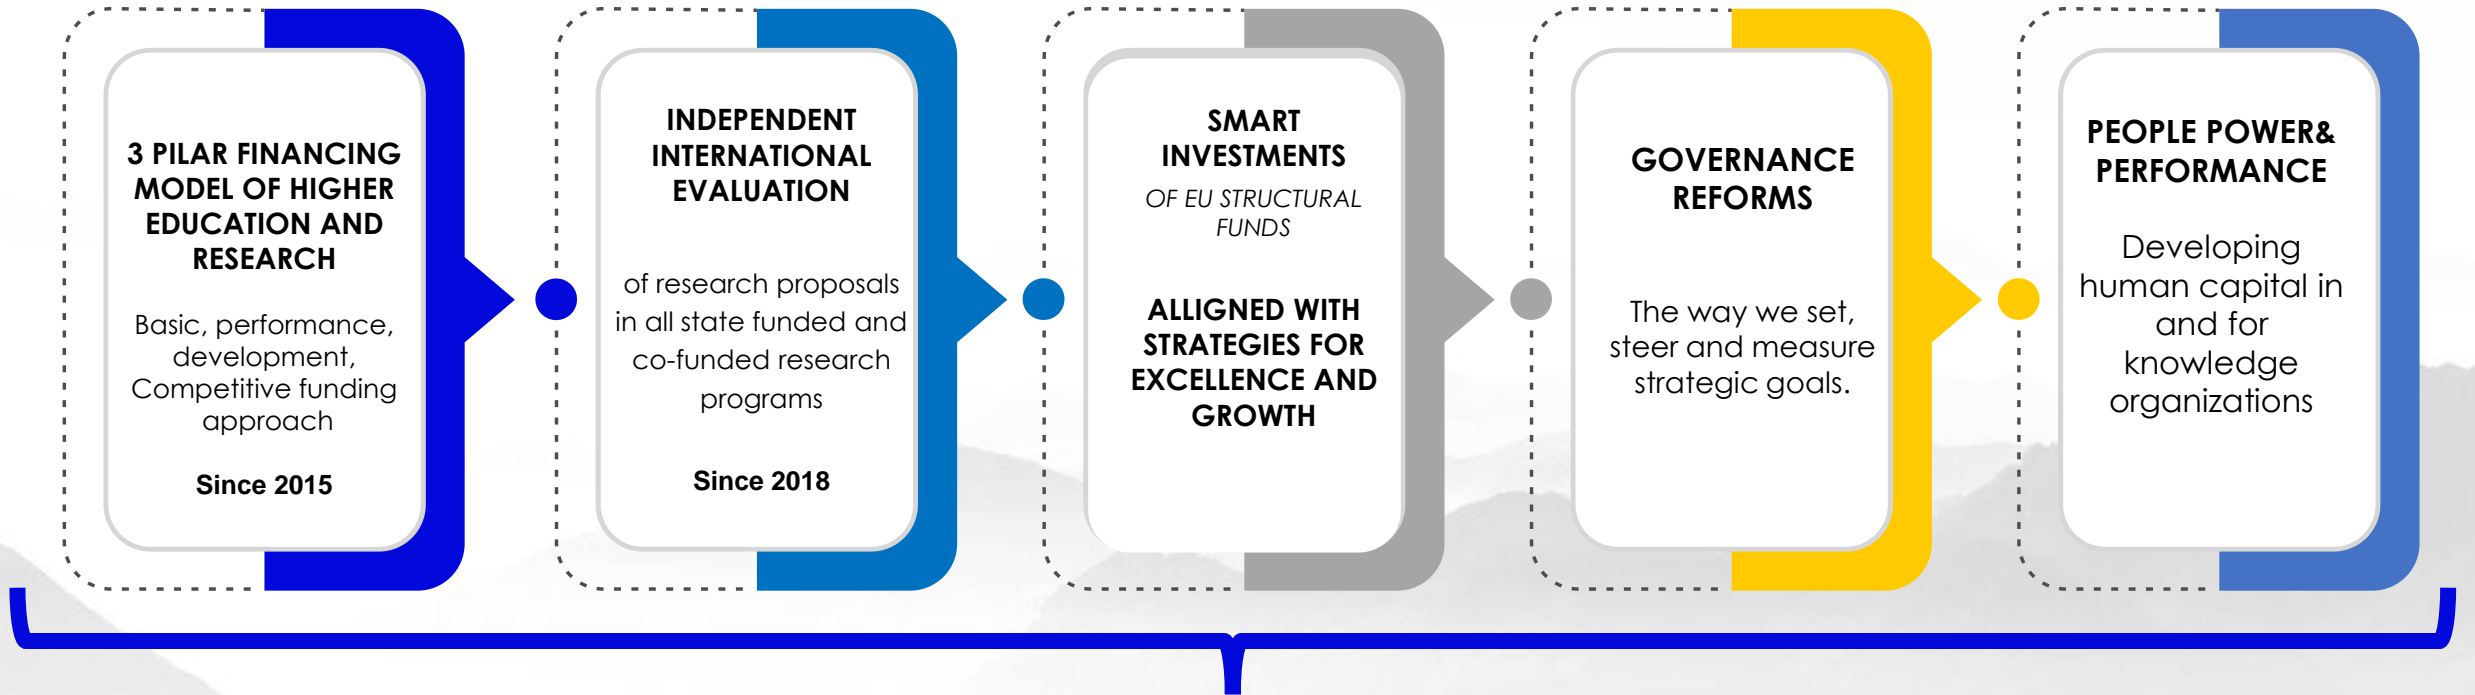 3 PILAR FINANCING
MODEL OF HIGHER
EDUCATION AND
RESEARCH
Basic, performance,
development,
Competitive funding
approach
Since 2015
INDEPENDENT
INTERNATIONAL
EVALUATION
of research proposals
in all state funded and
co-funded research
programs
Since 2018
SMART
INVESTMENTS
OF EU STRUCTURAL
FUNDS
ALLIGNED WITH
STRATEGIES FOR
EXCELLENCE AND
GROWTH
GOVERNANCE
REFORMS
The way we set,
steer and measure
strategic goals.
PEOPLE POWER&
PERFORMANCE
Developing
human capital in
and for
knowledge
organizations